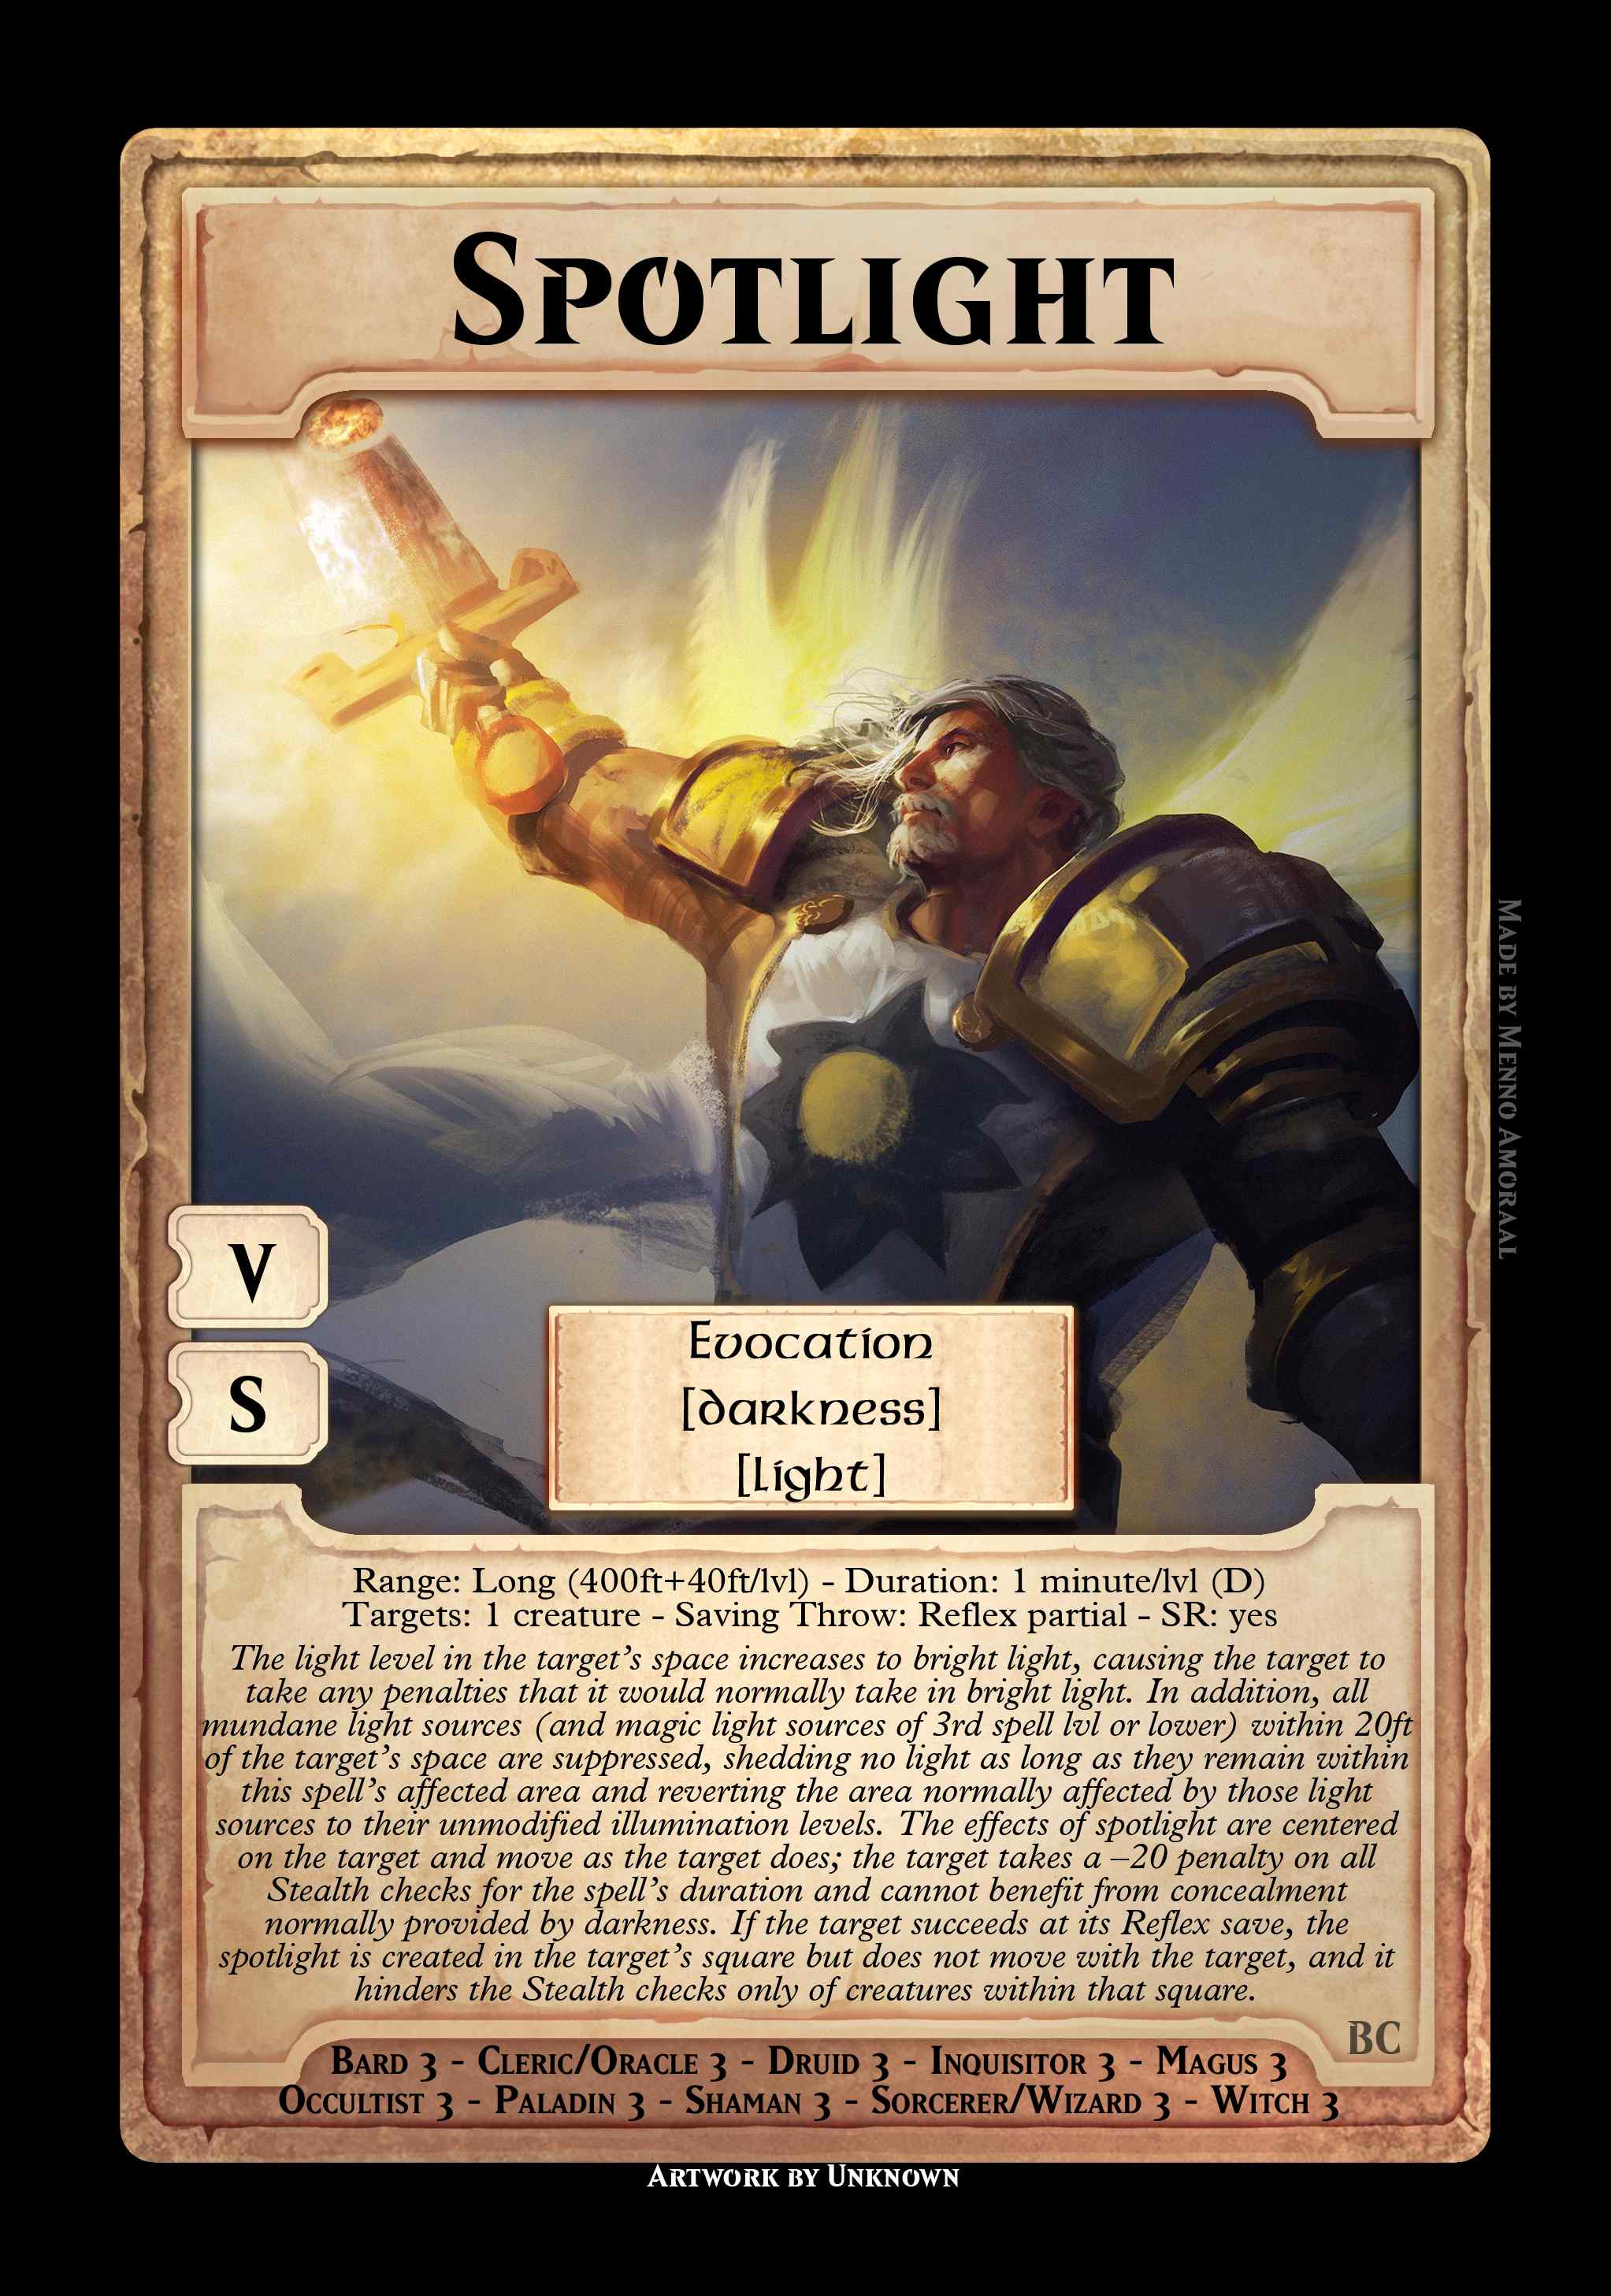 Spotlight
V
S
Evocation
[darkness]
[light]
Range: Long (400ft+40ft/lvl) - Duration: 1 minute/lvl (D)
Targets: 1 creature - Saving Throw: Reflex partial - SR: yes
The light level in the target’s space increases to bright light, causing the target to
take any penalties that it would normally take in bright light. In addition, all
mundane light sources (and magic light sources of 3rd spell lvl or lower) within 20ft
of the target’s space are suppressed, shedding no light as long as they remain within
this spell’s affected area and reverting the area normally affected by those light
sources to their unmodified illumination levels. The effects of spotlight are centered
on the target and move as the target does; the target takes a –20 penalty on all
Stealth checks for the spell’s duration and cannot benefit from concealment
normally provided by darkness. If the target succeeds at its Reflex save, the
spotlight is created in the target’s square but does not move with the target, and it
hinders the Stealth checks only of creatures within that square.
BC
Bard 3 - Cleric/Oracle 3 - Druid 3 - Inquisitor 3 - Magus 3
Occultist 3 - Paladin 3 - Shaman 3 - Sorcerer/Wizard 3 - Witch 3
Artwork by Unknown
Made by Menno Amoraal